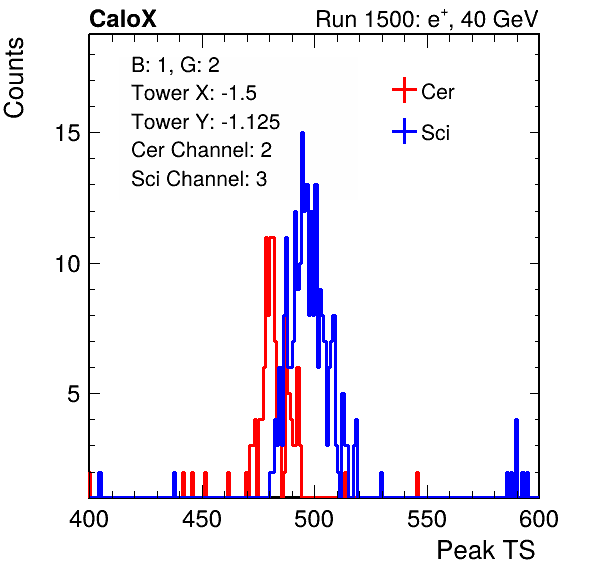 CaloX Run 1500: e⁺, 40 GeV
Counts
B: 1, G: 2
Tower X: -1.5
Tower Y: -1.125
Cer Channel: 2
Sci Channel: 3
Cer
Sci
15
10
5
400 450 500 550 600
Peak TS